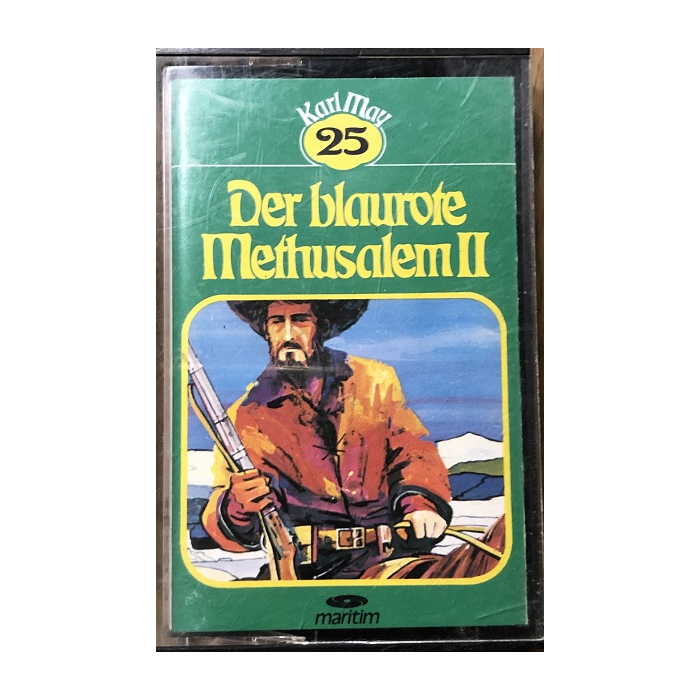 Karl May
25
Der blaurote
Methusalem II
maritim